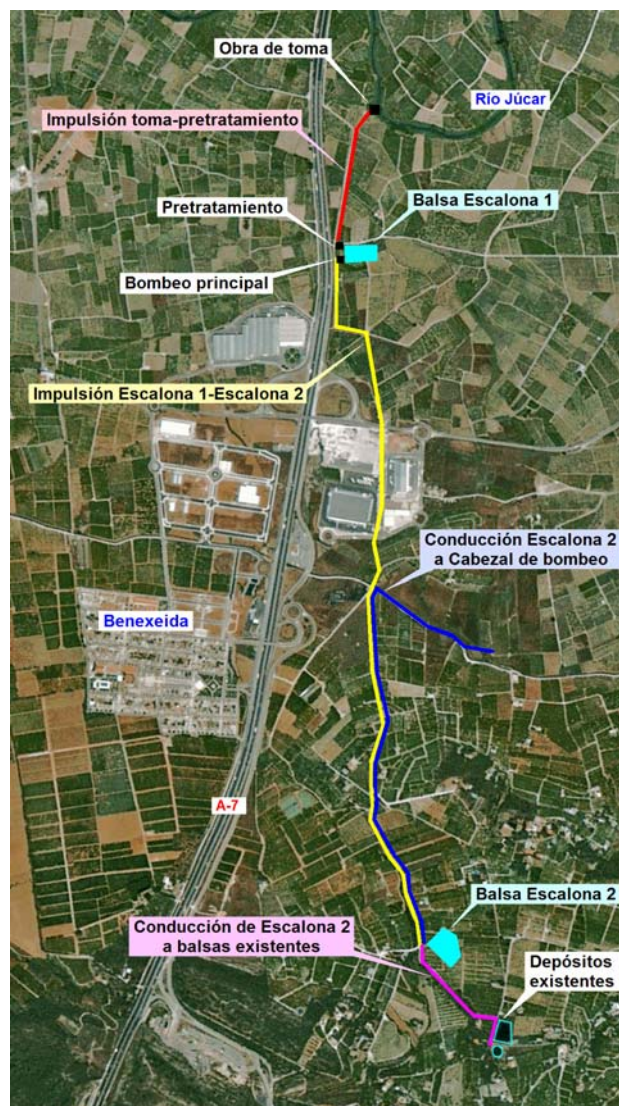 Obra de toma
Río Júcar
Impulsión toma-pretratamiento
Pretratamiento
Balsa Escalona 1
Bombeo principal
Impulsión Escalona 1-Escalona 2
Conducción Escalona 2
a Cabezal de bombeo
Benexeida
A-7
Balsa Escalona 2
Conducción de Escalona 2
a balsas existentes
Depósitos
existentes